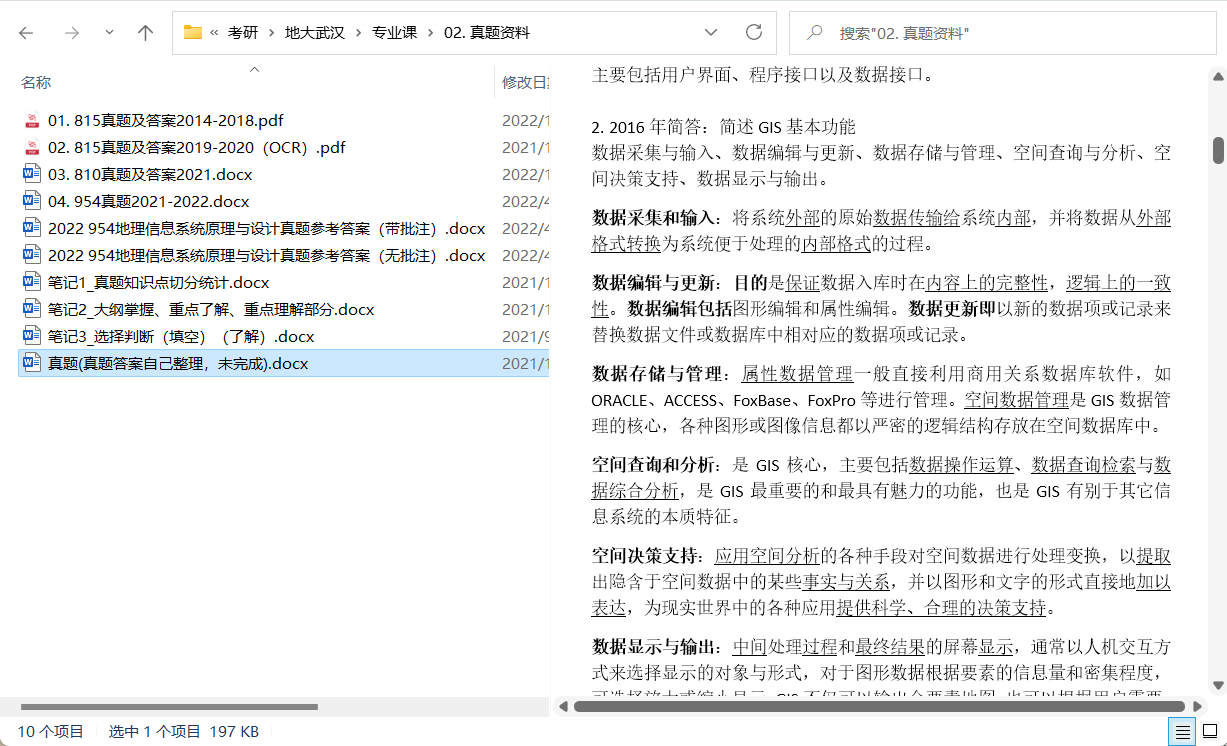 « 考研 › 地大武汉 › 专业课 › 02. 真题资料
搜索"02. 真题资料"
名称
修改日
01. 815真题及答案2014-2018.pdf 2022/1
02. 815真题及答案2019-2020（OCR）.pdf 2021/1
03. 810真题及答案2021.docx 2022/1
04. 954真题2021-2022.docx 2022/4
2022 954地理信息系统原理与设计真题参考答案（带批注）.docx 2022/4
2022 954地理信息系统原理与设计真题参考答案（无批注）.docx 2022/4
笔记1_真题知识点切分统计.docx 2021/1
笔记2_大纲掌握、重点了解、重点理解部分.docx 2021/1
笔记3_选择判断（填空）（了解）.docx 2021/9
真题(真题答案自己整理，未完成).docx 2021/1
主要包括用户界面、程序接口以及数据接口。
2. 2016 年简答：简述 GIS 基本功能
数据采集与输入、数据编辑与更新、数据存储与管理、空间查询与分析、空
间决策支持、数据显示与输出。
数据采集和输入：将系统外部的原始数据传输给系统内部，并将数据从外部
格式转换为系统便于处理的内部格式的过程。
数据编辑与更新：目的是保证数据入库时在内容上的完整性，逻辑上的一致
性。数据编辑包括图形编辑和属性编辑。数据更新即以新的数据项或记录来
替换数据文件或数据库中相对应的数据项或记录。
数据存储与管理：属性数据管理一般直接利用商用关系数据库软件，如
ORACLE、ACCESS、FoxBase、FoxPro 等进行管理。空间数据管理是 GIS 数据管
理的核心，各种图形或图像信息都以严密的逻辑结构存放在空间数据库中。
空间查询和分析：是 GIS 核心，主要包括数据操作运算、数据查询检索与数
据综合分析，是 GIS 最重要的和最具有魅力的功能，也是 GIS 有别于其它信
息系统的本质特征。
空间决策支持：应用空间分析的各种手段对空间数据进行处理变换，以提取
出隐含于空间数据中的某些事实与关系，并以图形和文字的形式直接地加以
表达，为现实世界中的各种应用提供科学、合理的决策支持。
数据显示与输出：中间处理过程和最终结果的屏幕显示，通常以人机交互方
式来选择显示的对象与形式，对于图形数据根据要素的信息量和密集程度，
可选择放大或缩小显示。GIS 不仅可以输出全要素地图，也可以根据用户需要，
10 个项目 选中 1 个项目 197 KB